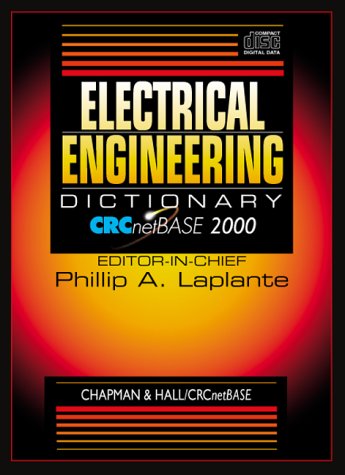 COMPACT
disc
DIGITAL DATA
ELECTRICAL
ENGINEERING
DICTIONARY
CRCnetBASE 2000
EDITOR-IN-CHIEF
Phillip A. Laplante
CHAPMAN & HALL/CRCnetBASE